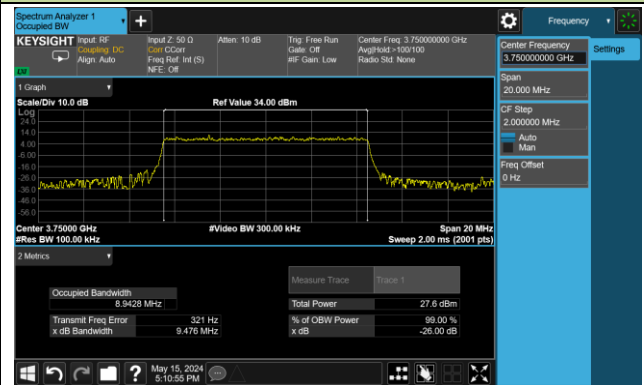 Spectrum Analyzer 1
Occupied BW
Frequency
KEYSIGHT
Input: RF
Coupling: DC
Align: Auto
Input Z: 50 Ω
Corr CCorr
Freq Ref: Int (S)
NFE: Off
Atten: 10 dB
Trig: Free Run
Gate: Off
#IF Gain: Low
Center Freq: 3.750000000 GHz
Avg|Hold:>100/100
Radio Std: None
Center Frequency
3.750000000 GHz
Settings
Span
20.000 MHz
CF Step
2.000000 MHz
Auto
Man
Freq Offset
0 Hz
1 Graph
Scale/Div 10.0 dB
Ref Value 34.00 dBm
Log
24.0
14.0
4.00
-6.00
-16.0
-26.0
-36.0
-46.0
-56.0
Center 3.75000 GHz
#Video BW 300.00 kHz
Span 20 MHz
#Res BW 100.00 kHz
Sweep 2.00 ms (2001 pts)
2 Metrics
Measure Trace
Trace 1
Occupied Bandwidth
8.9428 MHz
Total Power
27.6 dBm
Transmit Freq Error
321 Hz
% of OBW Power
99.00 %
x dB Bandwidth
9.476 MHz
x dB
-26.00 dB
May 15, 2024
5:10:55 PM